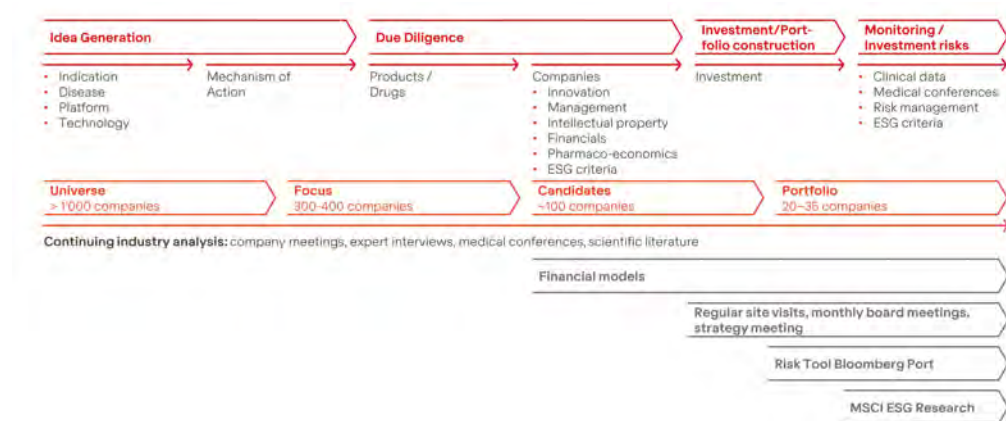 Idea Generation
Due Diligence
Investment/Port-
folio construction
Monitoring /
Investment risks
• Indication
• Disease
• Platform
• Technology
Mechanism of
Action
Products /
Drugs
Companies
• Innovation
• Management
• Intellectual property
• Financials
• Pharmaco-economics
• ESG criteria
Investment
• Clinical data
• Medical conferences
• Risk management
• ESG criteria
Universe
> 1'000 companies
Focus
300-400 companies
Candidates
~100 companies
Portfolio
20–35 companies
Continuing industry analysis: company meetings, expert interviews, medical conferences, scientific literature
Financial models
Regular site visits, monthly board meetings,
strategy meeting
Risk Tool Bloomberg Port
MSCI ESG Research